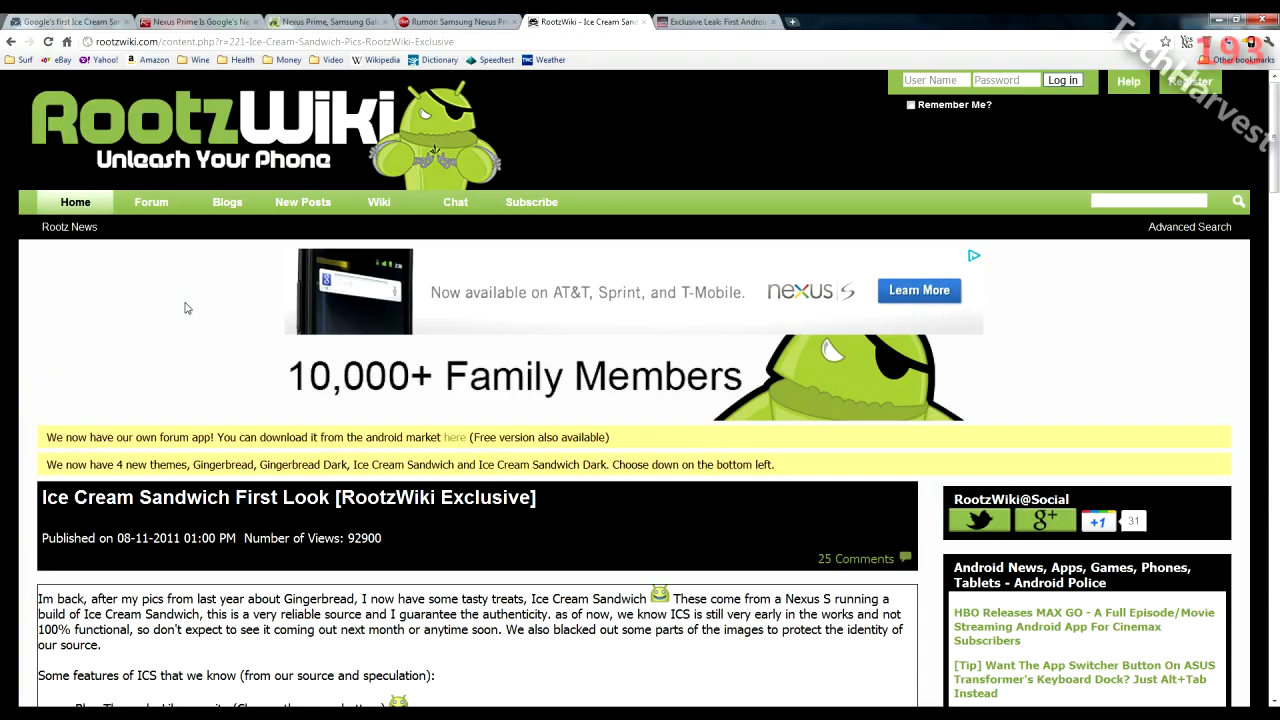 Google's first Ice Cream Sar
Nexus Prime Is Google's Ne
Nexus Prime, Samsung Gala
Rumor: Samsung Nexus Pri
RootzWiki - Ice Cream San
Exclusive Leak: First Androi
rootzwiki.com/content.php?r=221-Ice-Cream-Sandwich-Pics-RootzWiki-Exclusive
Surf eBay Yahoo! Amazon Wine Health Money Video Wikipedia Dictionary Speedtest Weather Other bookmarks
TechHarvest
193
RootzWiki
Unleash Your Phone
User Name Password Log in Help Register
Remember Me?
Home Forum Blogs New Posts Wiki Chat Subscribe
Rootz News Advanced Search
Now available on AT&T, Sprint, and T-Mobile. nexus S Learn More
10,000+ Family Members
We now have our own forum app! You can download it from the android market here (Free version also available)
We now have 4 new themes, Gingerbread, Gingerbread Dark, Ice Cream Sandwich and Ice Cream Sandwich Dark. Choose down on the bottom left.
Ice Cream Sandwich First Look [RootzWiki Exclusive]
Published on 08-11-2011 01:00 PM Number of Views: 92900
25 Comments
Im back, after my pics from last year about Gingerbread, I now have some tasty treats, Ice Cream Sandwich These come from a Nexus S running a
build of Ice Cream Sandwich, this is a very reliable source and I guarantee the authenticity. as of now, we know ICS is still very early in the works and not
100% functional, so don't expect to see it coming out next month or anytime soon. We also blacked out some parts of the images to protect the identity of
our source.
Some features of ICS that we know (from our source and speculation):
RootzWiki@Social
g+ +1 31
Android News, Apps, Games, Phones,
Tablets - Android Police
HBO Releases MAX GO - A Full Episode/Movie
Streaming Android App For Cinemax
Subscribers
[Tip] Want The App Switcher Button On ASUS
Transformer's Keyboard Dock? Just Alt+Tab
Instead